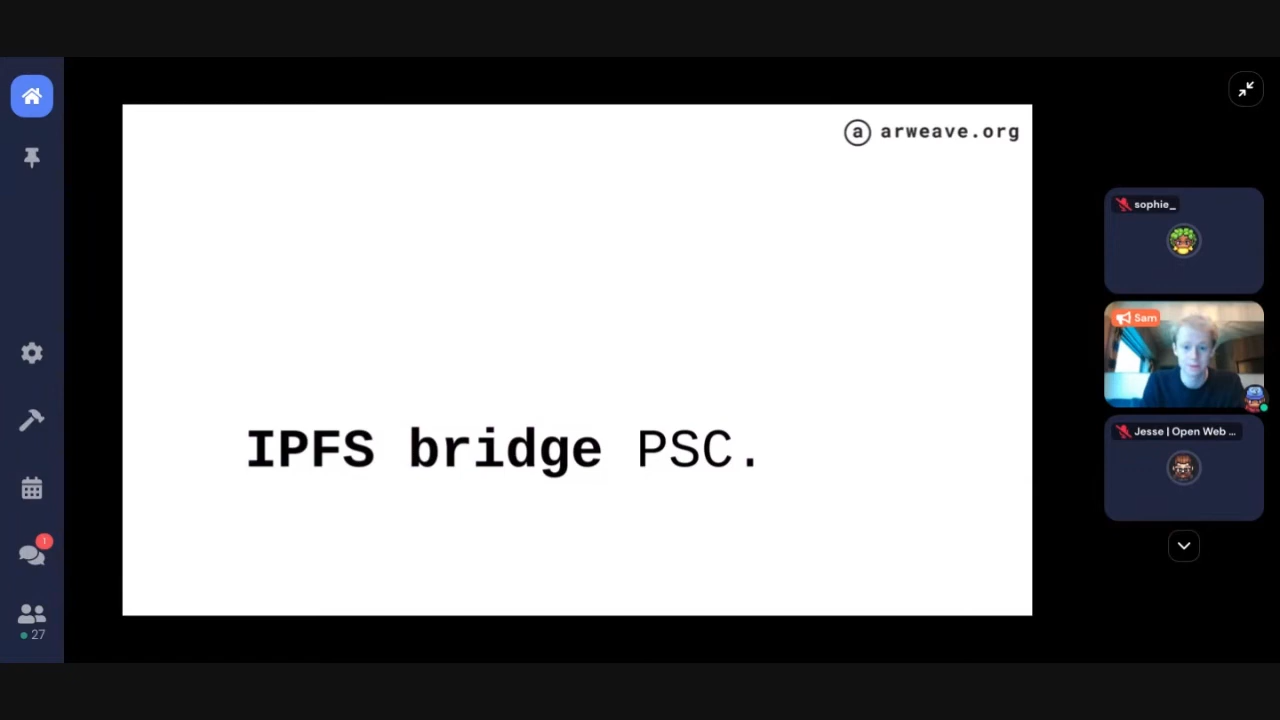 ⓐ arweave.org
IPFS bridge PSC.
sophie_
Sam
Jesse | Open Web ...
1
27